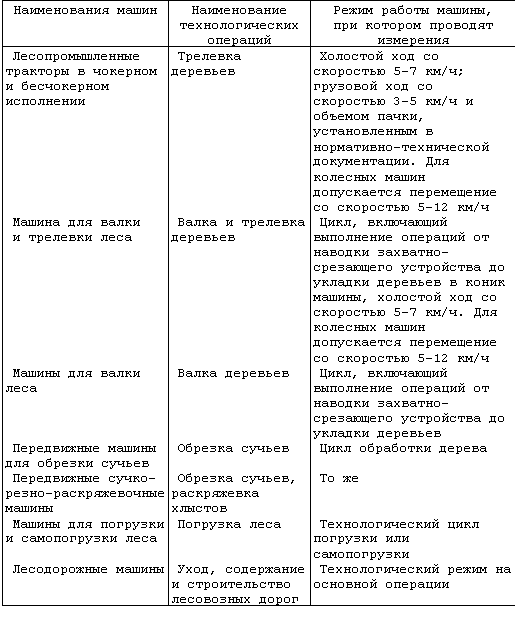 Наименования машин
Наименование
технологических
операций
Режим работы машины,
при котором проводят
измерения
Лесопромышленные
тракторы в чокерном
и бесчокерном
исполнении
Трелевка
деревьев
Холостой ход со
скоростью 5-7 км/ч;
грузовой ход со
скоростью 3-5 км/ч и
объемом пачки,
установленным в
нормативно-технической
документации. Для
колесных машин
допускается перемещение
со скоростью 5-12 км/ч
Машина для валки
и трелевки леса
Валка и трелевка
деревьев
Цикл, включающий
выполнение операций от
наводки захватно-
срезающего устройства до
укладки деревьев в коник
машины, холостой ход со
скоростью 5-7 км/ч. Для
колесных машин
допускается перемещение
со скоростью 5-12 км/ч
Машины для валки
леса
Валка деревьев
Цикл, включающий
выполнение операций от
наводки захватно-
срезающего устройства до
укладки деревьев
Передвижные машины
для обрезки сучьев
Обрезка сучьев
Цикл обработки дерева
Передвижные сучко-
резно-раскряжевочные
машины
Обрезка сучьев,
раскряжевка
хлыстов
То же
Машины для погрузки
и самопогрузки леса
Погрузка леса
Технологический цикл
погрузки или
самопогрузки
Лесодорожные машины
Уход, содержание
и строительство
лесовозных дорог
Технологический режим на
основной операции